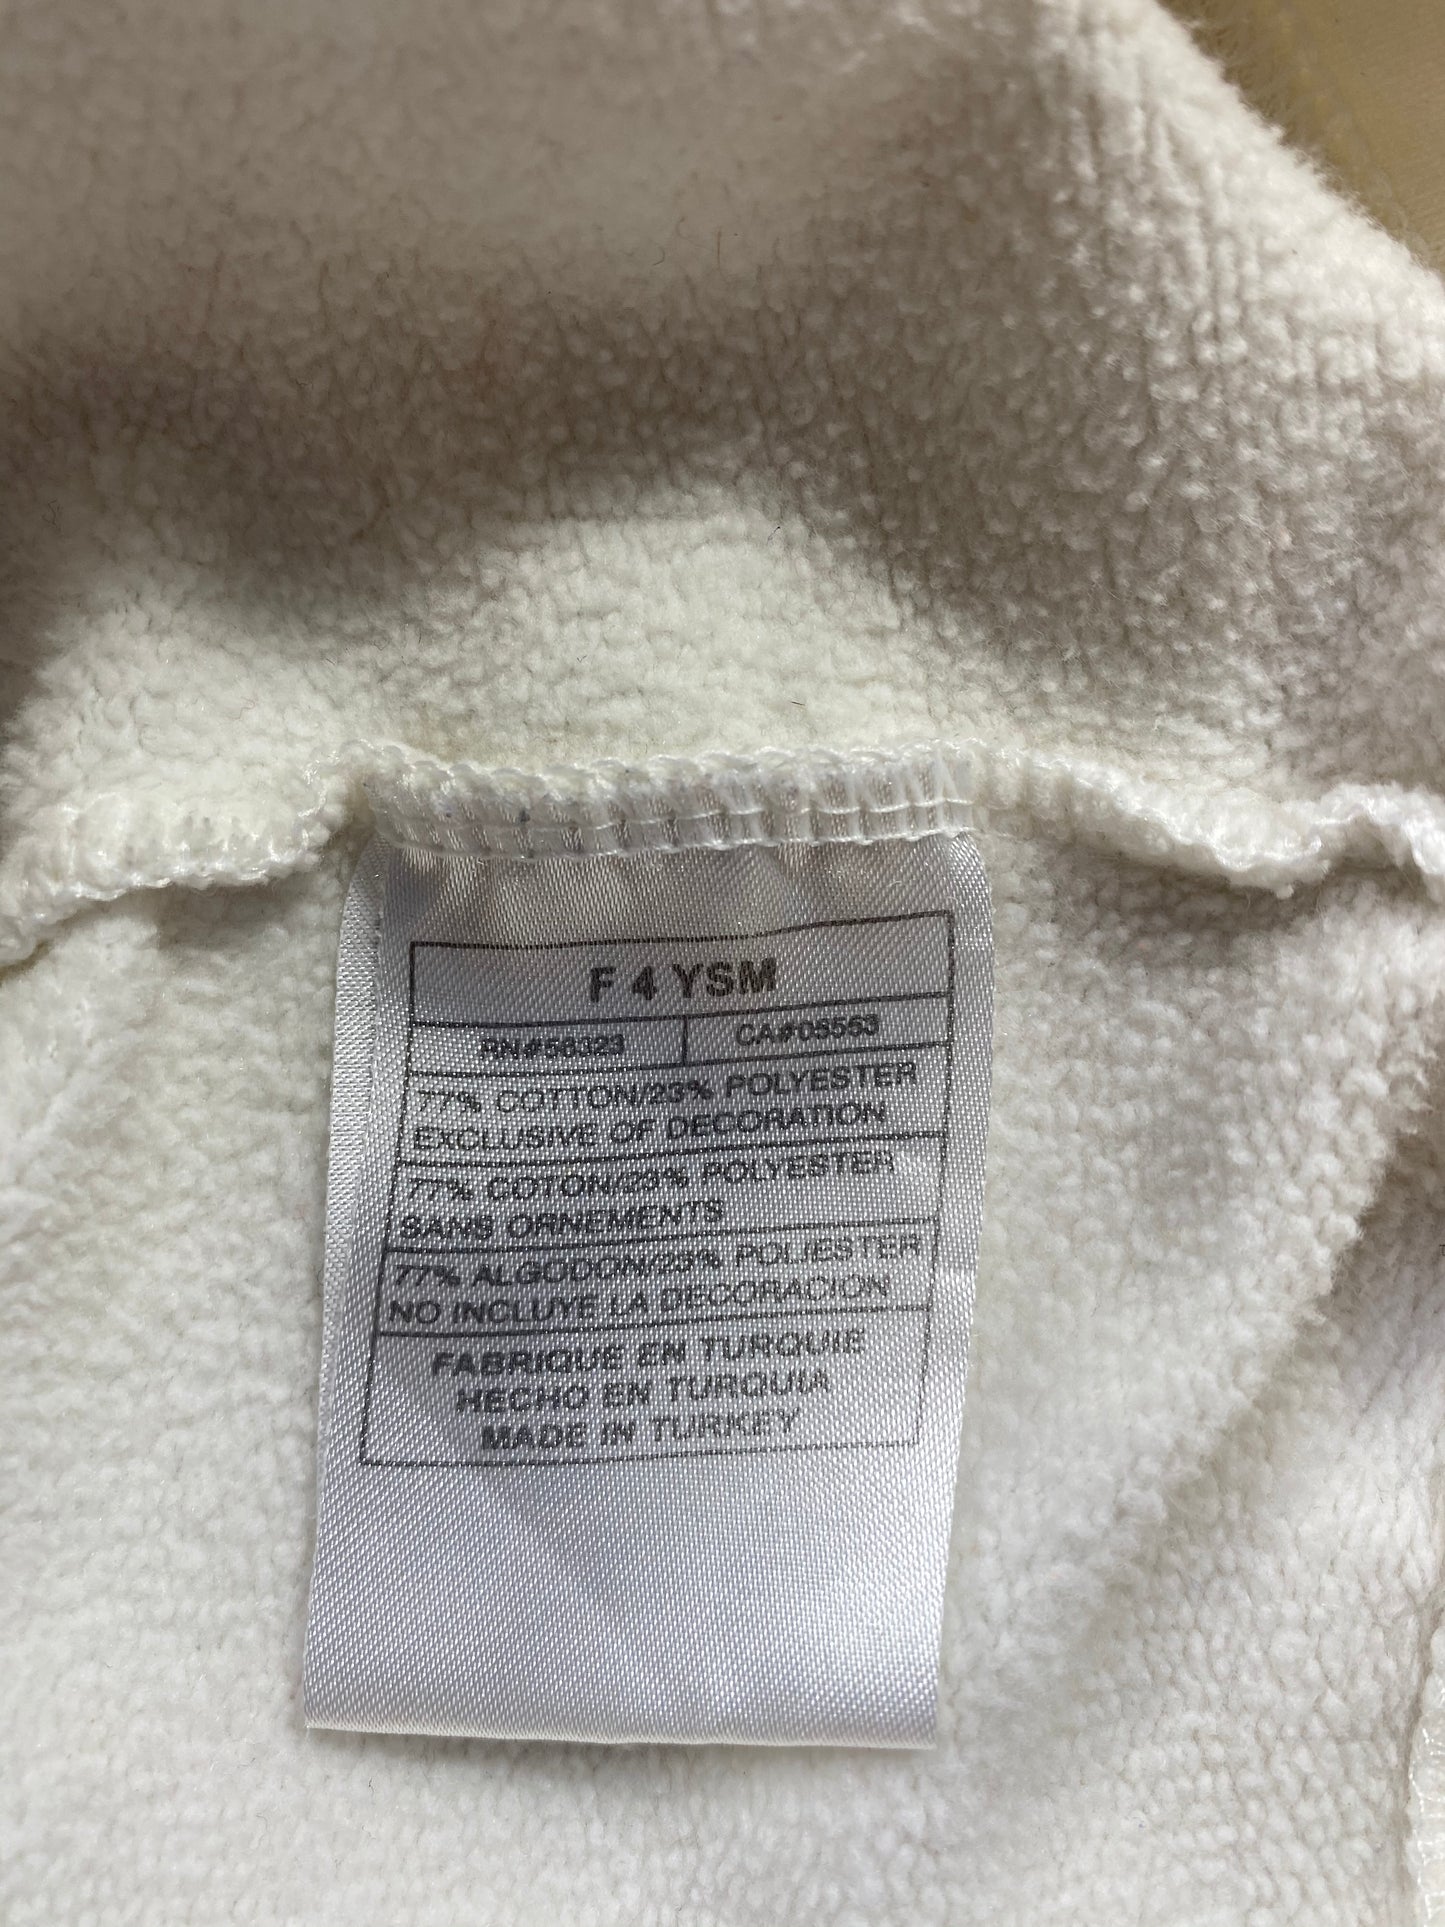 F 4 YSM
RN#56323 CA#05553
77% COTTON/23% POLYESTER
EXCLUSIVE OF DECORATION
77% COTON/23% POLYESTER
SANS ORNEMENTS
77% ALGODON/23% POLIESTER
NO INCLUYE LA DECORACION
FABRIQUE EN TURQUIE
HECHO EN TURQUIA
MADE IN TURKEY